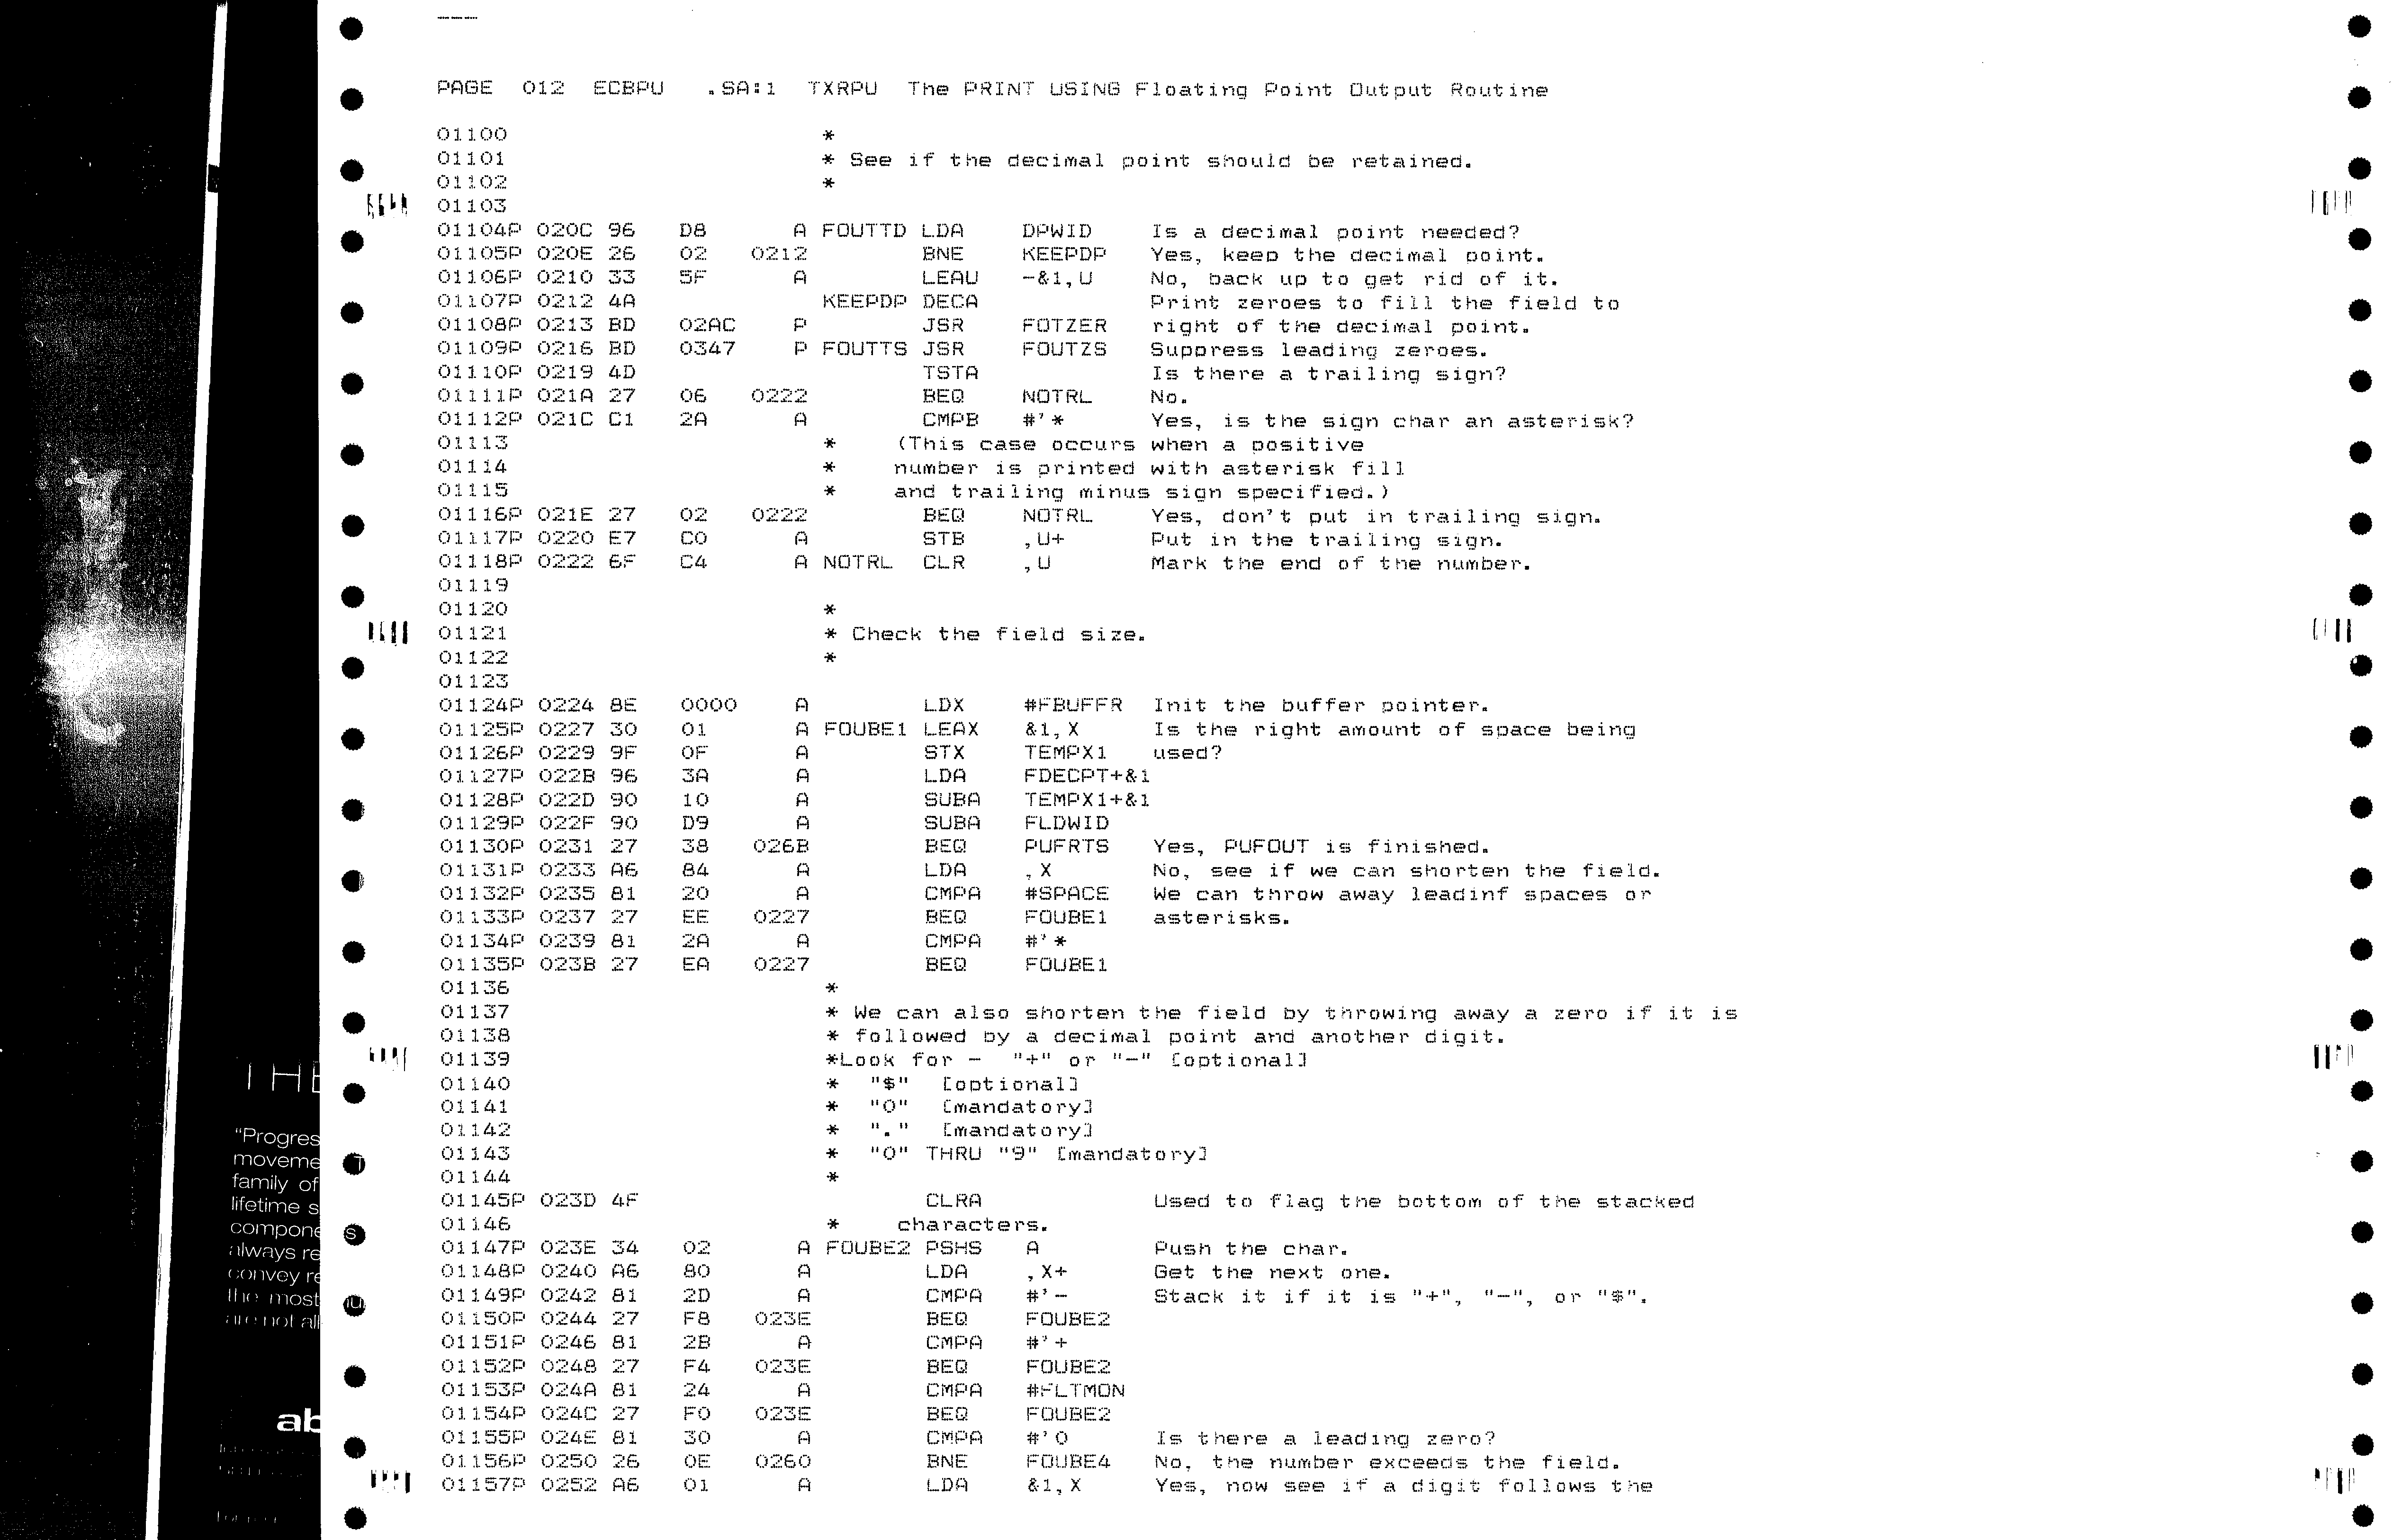 PAGE 012 ECBPU .SA:1 TXRPU The PRINT USING Floating Point Output Routine
01100 *
01101 * See if the decimal point should be retained.
01102 *
01103
01104P 020C 96 D8 A FOUTTD LDA DPWID Is a decimal point needed?
01105P 020E 26 02 0212 BNE KEEPDP Yes, keep the decimal point.
01106P 0210 33 5F A LEAU -&1,U No, back up to get rid of it.
01107P 0212 4A KEEPDP DECA Print zeroes to fill the field to
01108P 0213 BD 02AC P JSR FOTZER right of the decimal point.
01109P 0216 BD 0347 P FOUTTS JSR FOUTZS Suppress leading zeroes.
01110P 0219 4D TSTA Is there a trailing sign?
01111P 021A 27 06 0222 BEQ NOTRL No.
01112P 021C C1 2A A CMPB #'* Yes, is the sign char an asterisk?
01113 * (This case occurs when a positive
01114 * number is printed with asterisk fill
01115 * and trailing minus sign specified.)
01116P 021E 27 02 0222 BEQ NOTRL Yes, don't put in trailing sign.
01117P 0220 E7 C0 A STB ,U+ Put in the trailing sign.
01118P 0222 6F C4 A NOTRL CLR ,U Mark the end of the number.
01119
01120 *
01121 * Check the field size.
01122 *
01123
01124P 0224 8E 0000 A LDX #FBUFFR Init the buffer pointer.
01125P 0227 30 01 A FOUBE1 LEAX &1,X Is the right amount of space being
01126P 0229 9F 0F A STX TEMPX1 used?
01127P 022B 96 3A A LDA FDECPT+&1
01128P 022D 90 10 A SUBA TEMPX1+&1
01129P 022F 90 D9 A SUBA FLDWID
01130P 0231 27 38 026B BEQ PUFRTS Yes, PUFOUT is finished.
01131P 0233 A6 84 A LDA ,X No, see if we can shorten the field.
01132P 0235 81 20 A CMPA #SPACE We can throw away leadinf spaces or
01133P 0237 27 EE 0227 BEQ FOUBE1 asterisks.
01134P 0239 81 2A A CMPA #'*
01135P 023B 27 EA 0227 BEQ FOUBE1
01136 *
01137 * We can also shorten the field by throwing away a zero if it is
01138 * followed by a decimal point and another digit.
01139 *Look for - "+" or "-" [optional]
01140 * "$" [optional]
01141 * "0" [mandatory]
01142 * "." [mandatory]
01143 * "0" THRU "9" [mandatory]
01144 *
01145P 023D 4F CLRA Used to flag the bottom of the stacked
01146 * characters.
01147P 023E 34 02 A FOUBE2 PSHS A Push the char.
01148P 0240 A6 80 A LDA ,X+ Get the next one.
01149P 0242 81 2D A CMPA #'- Stack it if it is "+", "-", or "$".
01150P 0244 27 F8 023E BEQ FOUBE2
01151P 0246 81 2B A CMPA #'+
01152P 0248 27 F4 023E BEQ FOUBE2
01153P 024A 81 24 A CMPA #FLTMON
01154P 024C 27 F0 023E BEQ FOUBE2
01155P 024E 81 30 A CMPA #'0 Is there a leading zero?
01156P 0250 26 0E 0260 BNE FOUBE4 No, the number exceeds the field.
01157P 0252 A6 01 A LDA &1,X Yes, now see if a digit follows the
THE
"Progres
moveme
family of
lifetime s
compone
always re
convey re
the most
are not all
ab